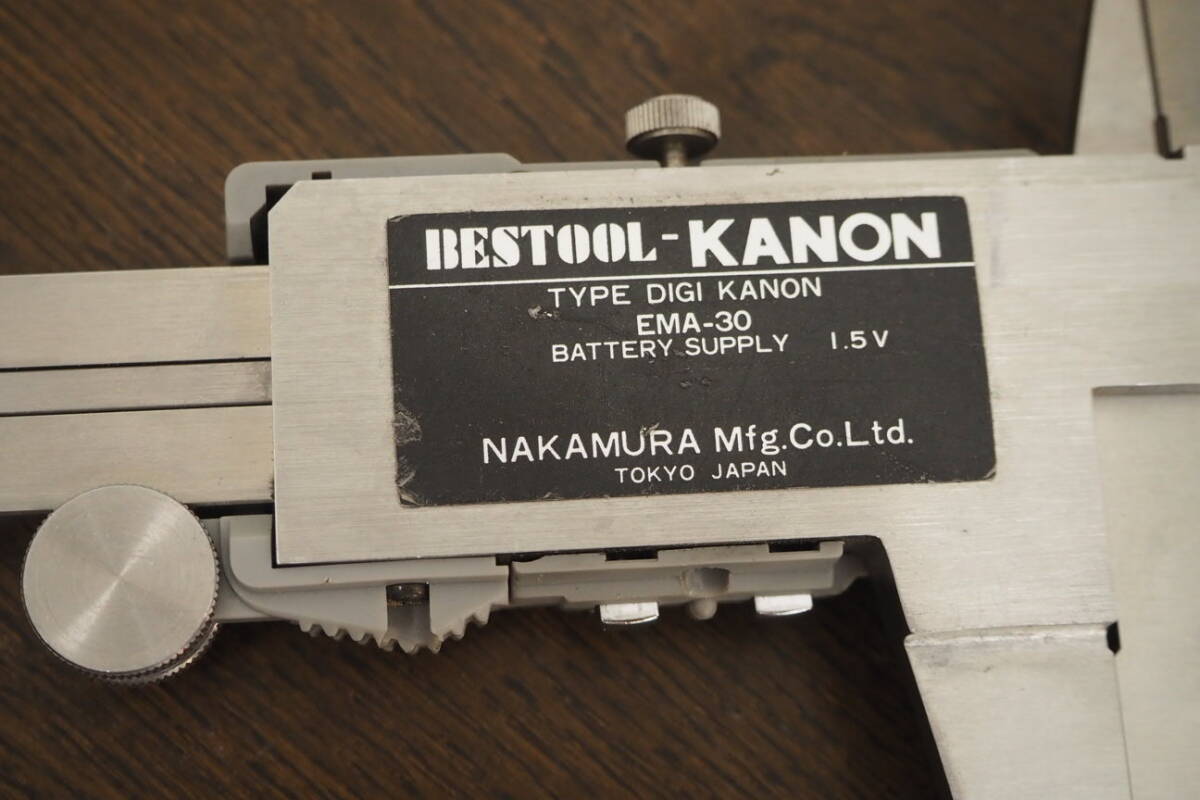 BESTOOL-KANON
TYPE DIGI KANON
EMA-30
BATTERY SUPPLY 1.5V
NAKAMURA Mfg.Co.Ltd.
TOKYO JAPAN